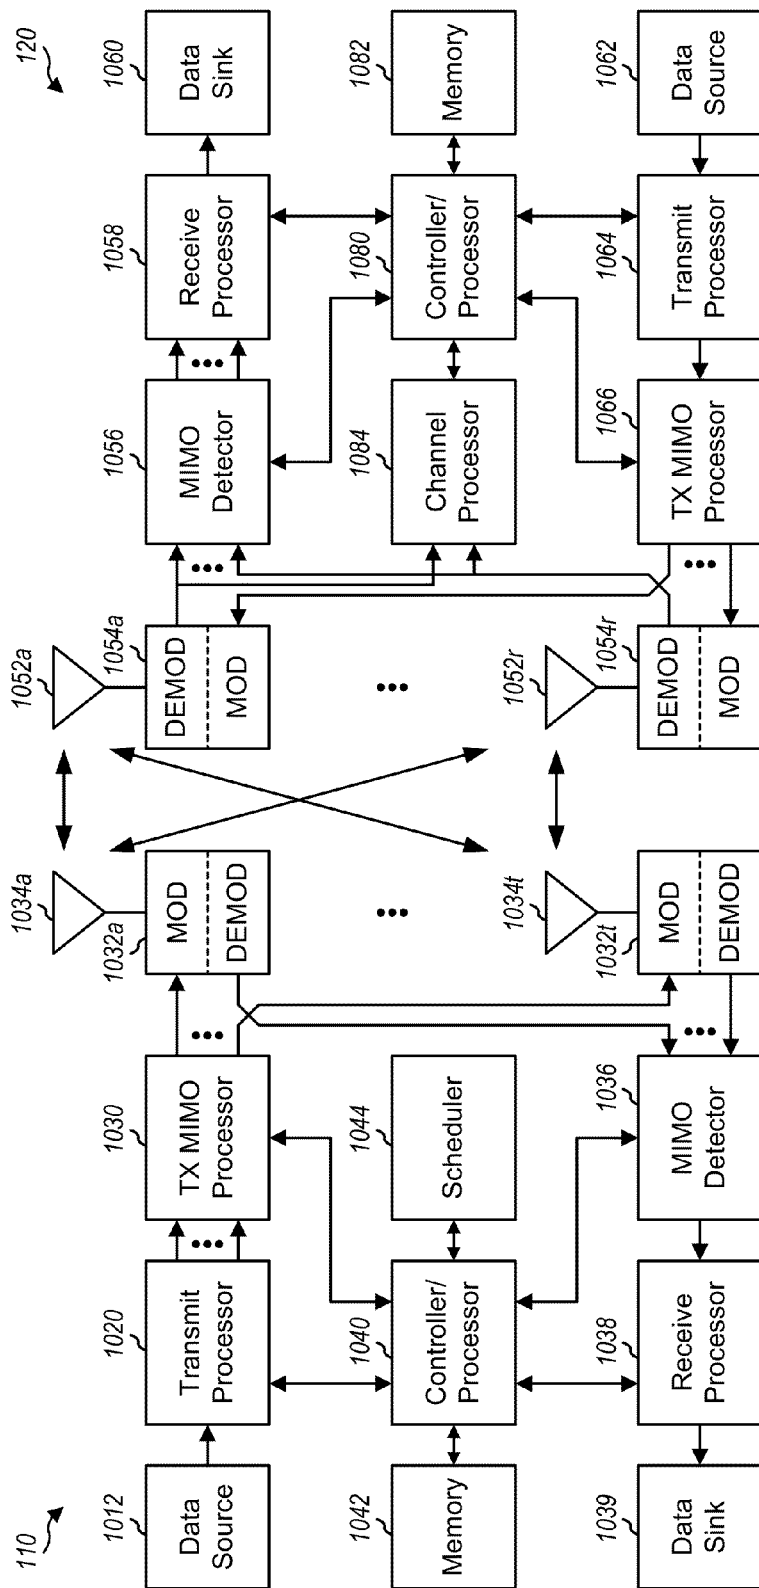 110
120
1012
Data
Source
1020
Transmit
Processor
1030
TX MIMO
Processor
1032a
MOD
DEMOD
1034a
1052a
1054a
DEMOD
MOD
1056
MIMO
Detector
1058
Receive
Processor
1060
Data
Sink
1042
Memory
1040
Controller/
Processor
1044
Scheduler
1084
Channel
Processor
1080
Controller/
Processor
1082
Memory
1039
Data
Sink
1038
Receive
Processor
1036
MIMO
Detector
1032t
MOD
DEMOD
1034t
1052r
1054r
DEMOD
MOD
1066
TX MIMO
Processor
1064
Transmit
Processor
1062
Data
Source